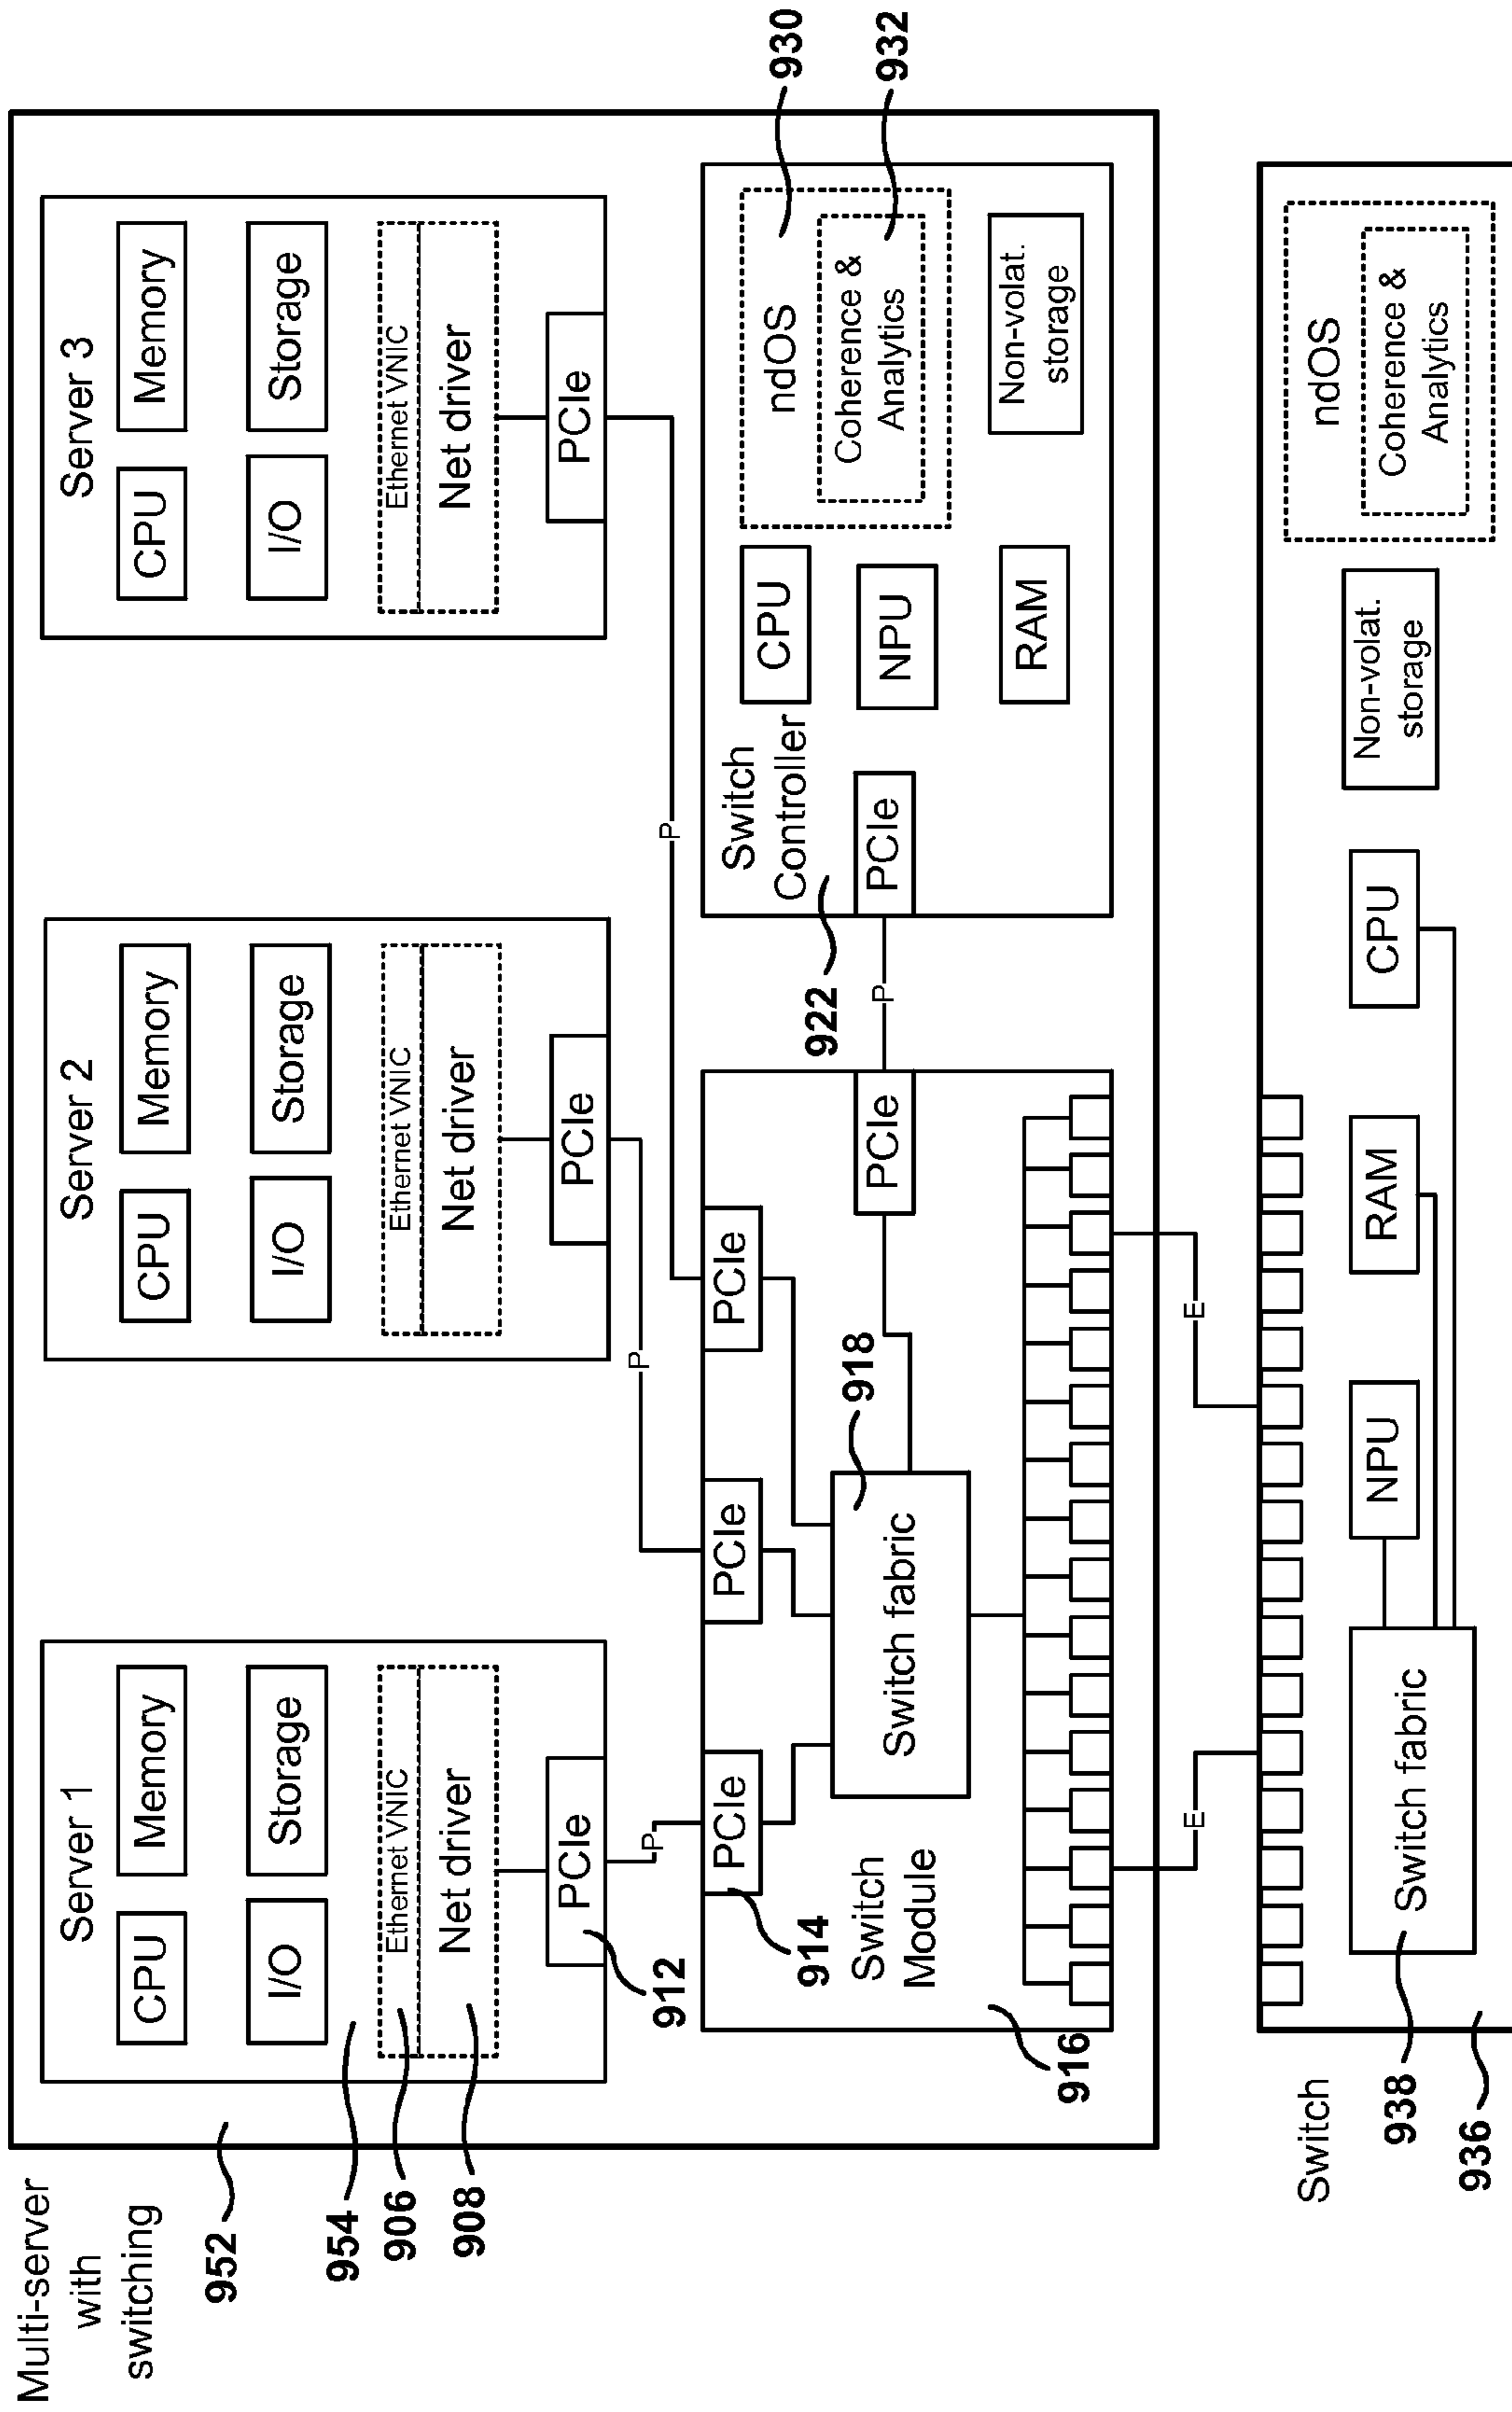 Multi-server
with
switching
952
954
906
908
Server 1
CPU
Memory
I/O
Storage
Ethernet VNIC
Net driver
PCIe
912
Server 2
CPU
Memory
I/O
Storage
Ethernet VNIC
Net driver
PCIe
Server 3
CPU
Memory
I/O
Storage
Ethernet VNIC
Net driver
PCIe
P
P
P
PCIe
PCIe
PCIe
914
Switch
Module
916
Switch fabric
918
PCIe
P
922
Switch
Controller
PCIe
CPU
NPU
RAM
ndOS
Coherence &
Analytics
Non-volat.
storage
930
932
E
E
Switch
938
936
Switch fabric
NPU
RAM
CPU
Non-volat.
storage
ndOS
Coherence &
Analytics